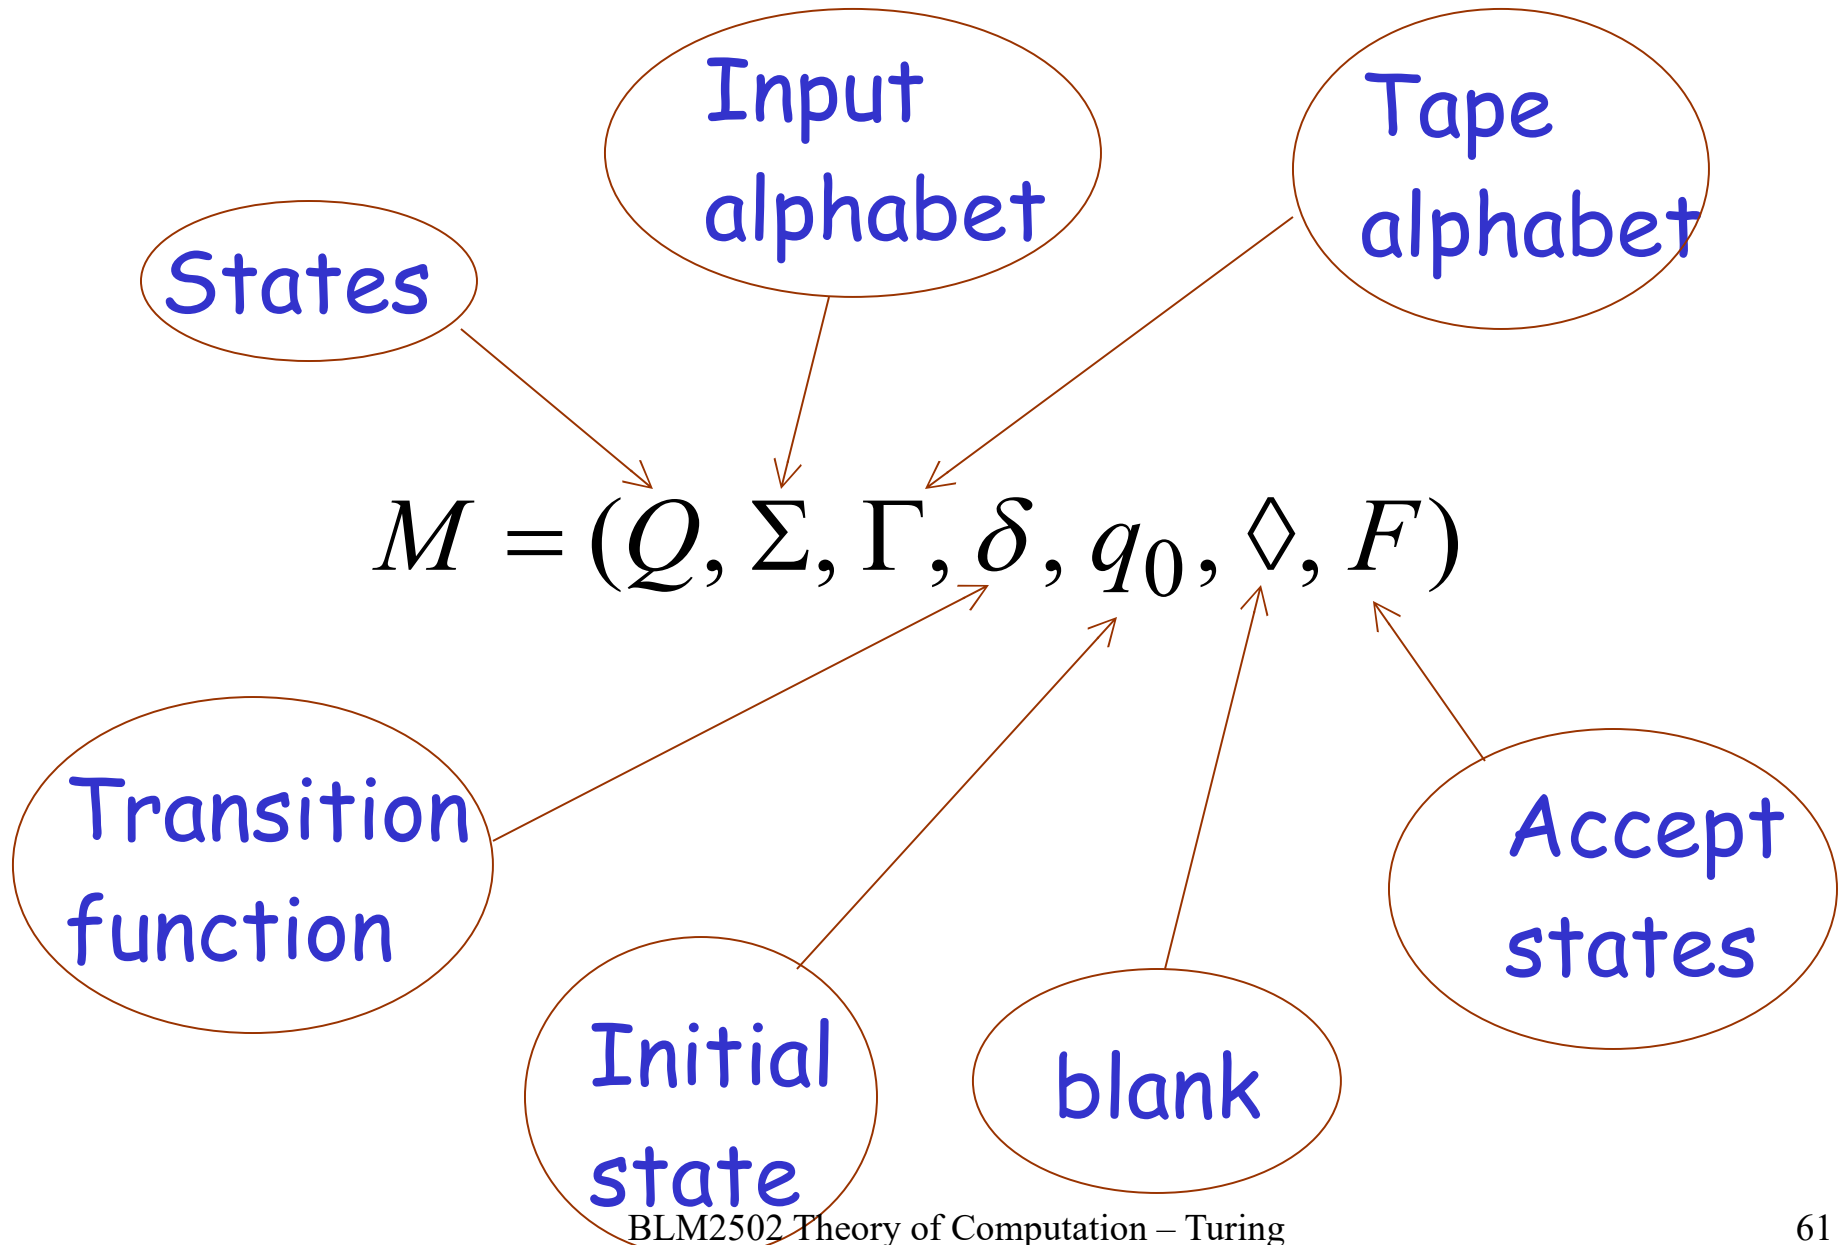 Input
alphabet
Tape
alphabet
States
M = (Q, Σ, Γ, δ, q₀, ◊, F)
Transition
function
Initial
state
blank
Accept
states
BLM2502 Theory of Computation – Turing
61